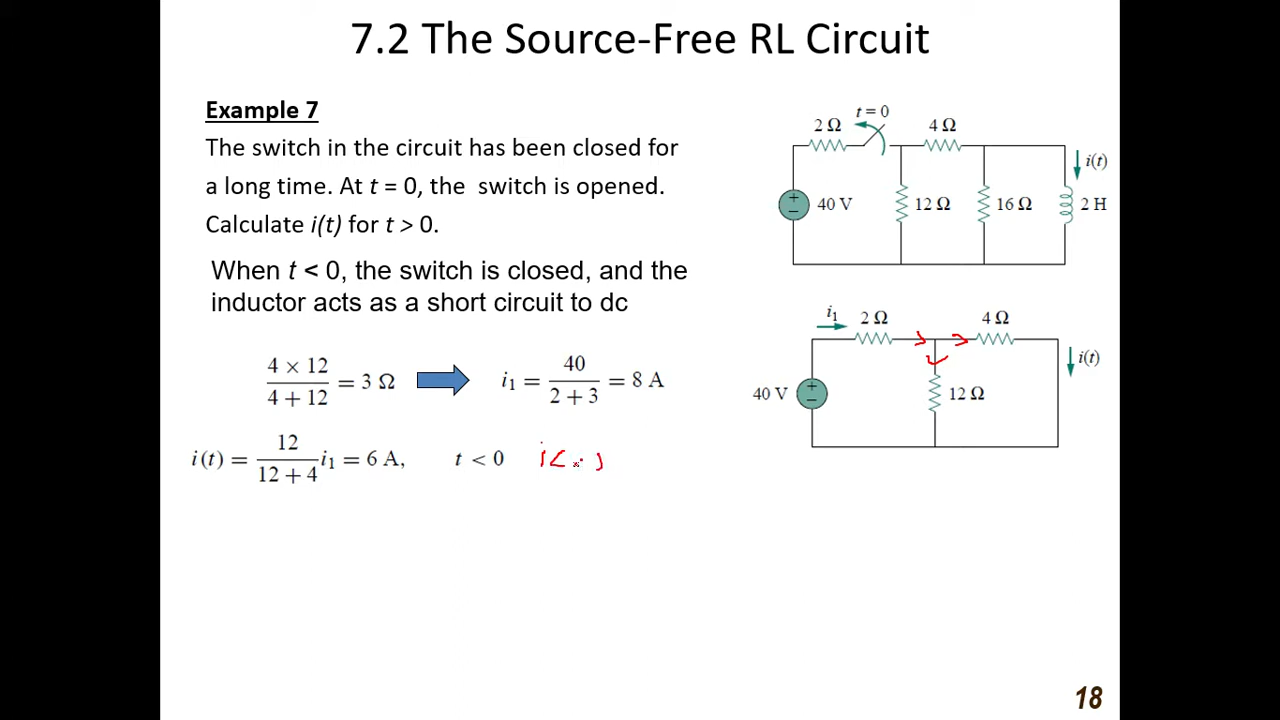 7.2 The Source-Free RL Circuit
Example 7
The switch in the circuit has been closed for
a long time. At t = 0, the switch is opened.
Calculate i(t) for t > 0.
When t < 0, the switch is closed, and the
inductor acts as a short circuit to dc
4 × 12 / 4 + 12 = 3 Ω
i₁ = 40 / 2 + 3 = 8 A
i(t) = 12 / 12 + 4 i₁ = 6 A, t < 0
t = 0
2 Ω
4 Ω
i(t)
+
−
40 V
12 Ω
16 Ω
2 H
i₁
2 Ω
4 Ω
i(t)
40 V
+
−
12 Ω
18